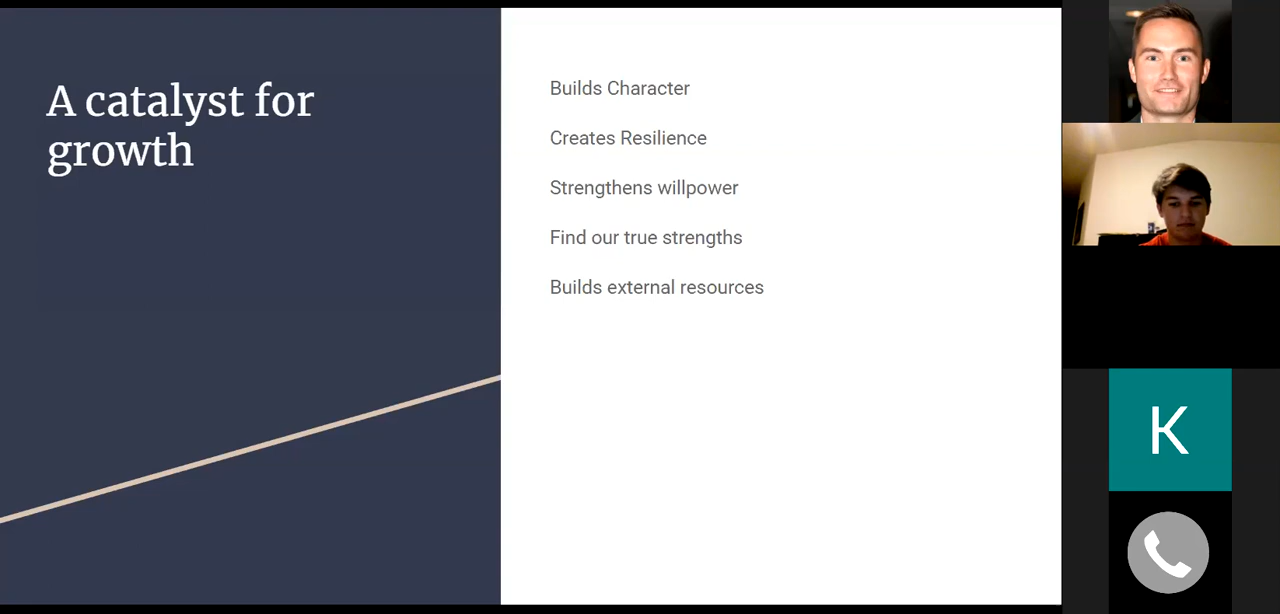 A catalyst for
growth
Builds Character
Creates Resilience
Strengthens willpower
Find our true strengths
Builds external resources
K